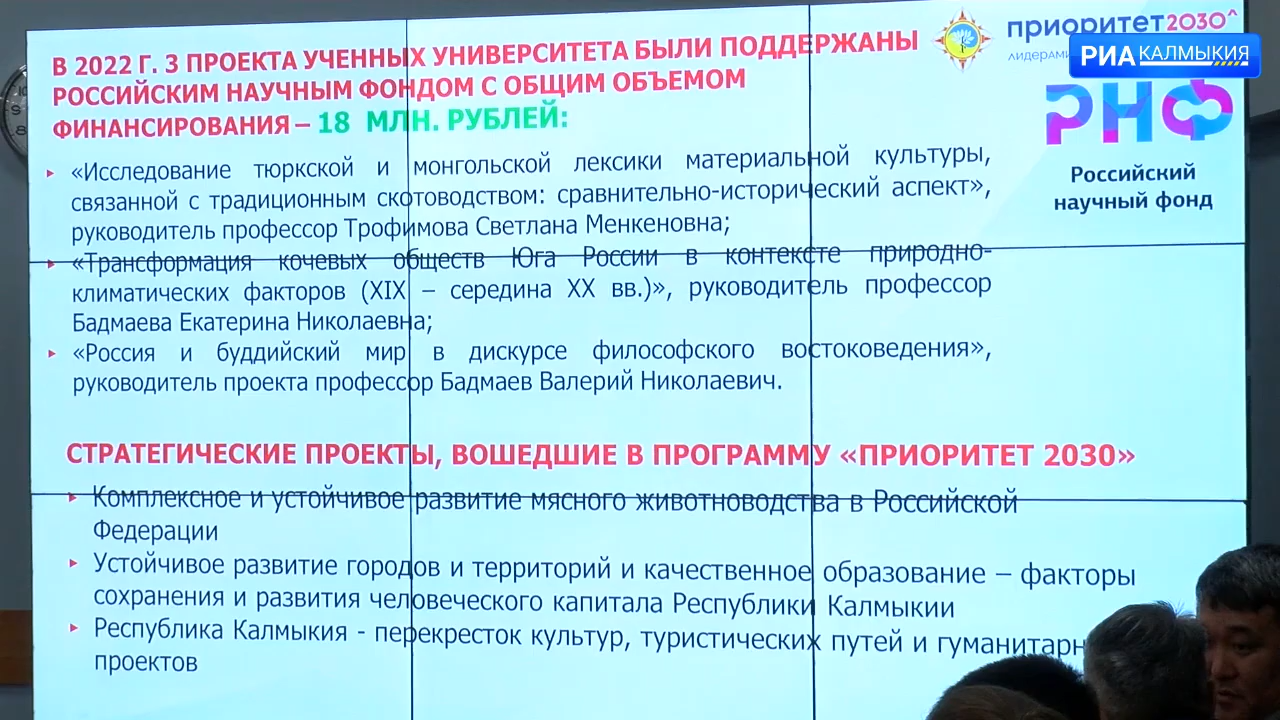 В 2022 Г. 3 ПРОЕКТА УЧЕННЫХ УНИВЕРСИТЕТА БЫЛИ ПОДДЕРЖАНЫ
РОССИЙСКИМ НАУЧНЫМ ФОНДОМ С ОБЩИМ ОБЪЕМОМ
ФИНАНСИРОВАНИЯ – 18 МЛН. РУБЛЕЙ:
приоритет2030^
РИА КАЛМЫКИЯ
РНФ
Российский
научный фонд
«Исследование тюркской и монгольской лексики материальной культуры,
связанной с традиционным скотоводством: сравнительно-исторический аспект»,
руководитель профессор Трофимова Светлана Менкеновна;
«Трансформация кочевых обществ Юга России в контексте природно-
климатических факторов (XIX – середина XX вв.)», руководитель профессор
Бадмаева Екатерина Николаевна;
«Россия и буддийский мир в дискурсе философского востоковедения»,
руководитель проекта профессор Бадмаев Валерий Николаевич.
СТРАТЕГИЧЕСКИЕ ПРОЕКТЫ, ВОШЕДШИЕ В ПРОГРАММУ «ПРИОРИТЕТ 2030»
Комплексное и устойчивое развитие мясного животноводства в Российской
Федерации
Устойчивое развитие городов и территорий и качественное образование – факторы
сохранения и развития человеческого капитала Республики Калмыкии
Республика Калмыкия - перекресток культур, туристических путей и
проектов